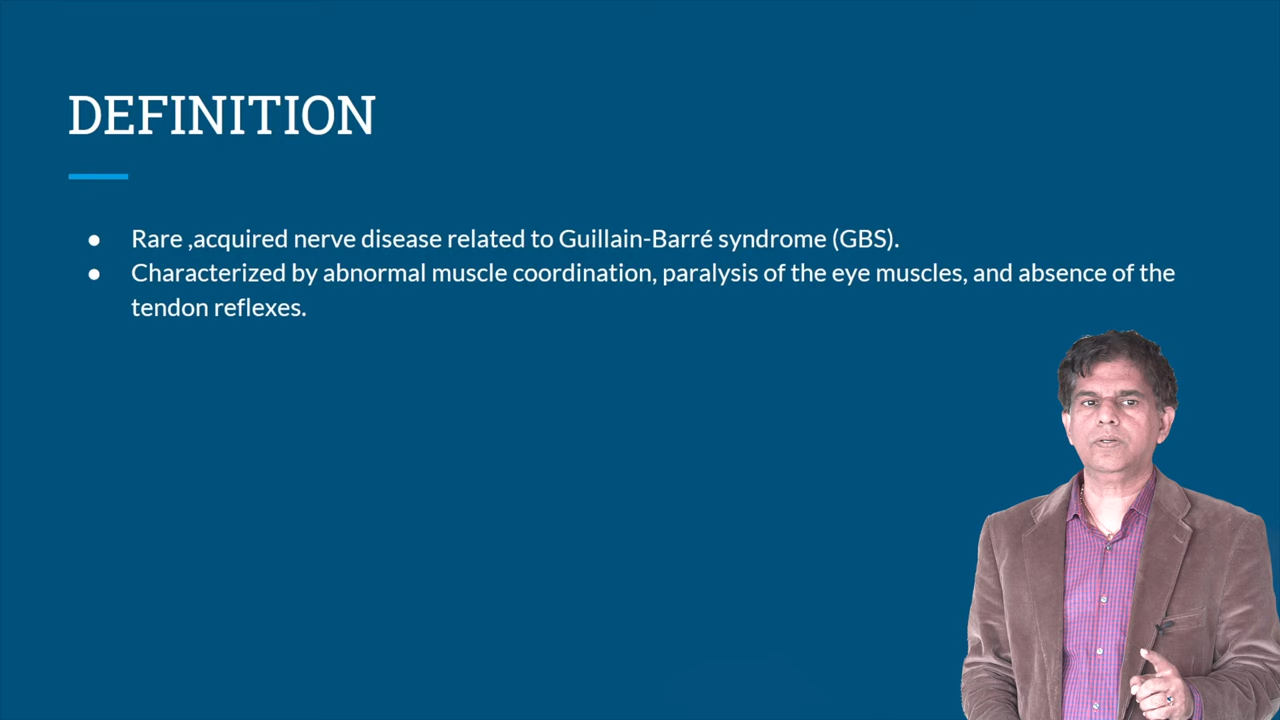 DEFINITION
● Rare ,acquired nerve disease related to Guillain-Barré syndrome (GBS).
● Characterized by abnormal muscle coordination, paralysis of the eye muscles, and absence of the
tendon reflexes.